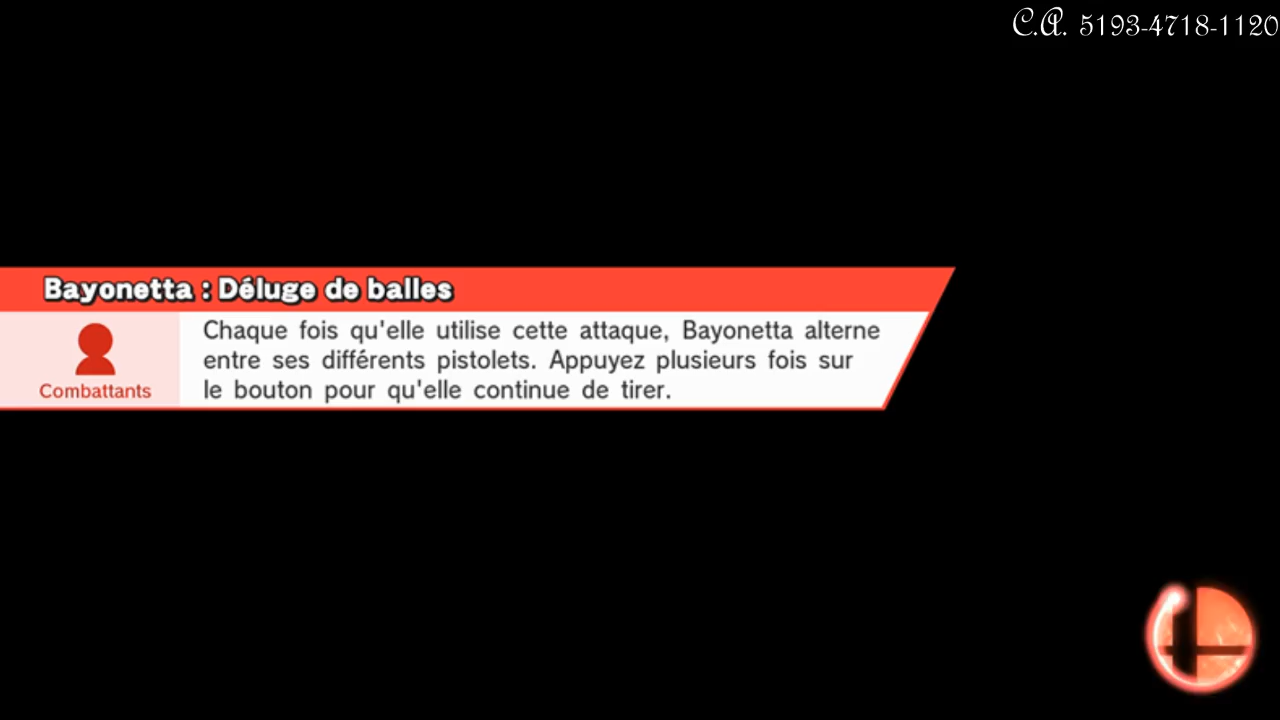 C.A. 5193-4718-1120
Bayonetta : Déluge de balles
Chaque fois qu'elle utilise cette attaque, Bayonetta alterne
entre ses différents pistolets. Appuyez plusieurs fois sur
le bouton pour qu'elle continue de tirer.
Combattants